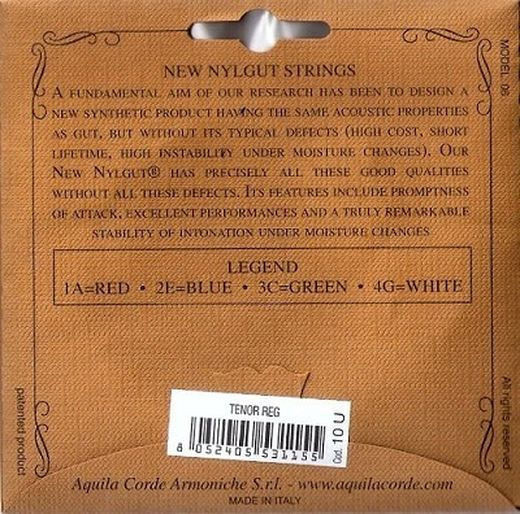 NEW NYLGUT STRINGS
A FUNDAMENTAL AIM OF OUR RESEARCH HAS BEEN TO DESIGN A
NEW SYNTHETIC PRODUCT HAVING THE SAME ACOUSTIC PROPERTIES
AS GUT, BUT WITHOUT ITS TYPICAL DEFECTS (HIGH COST, SHORT
LIFETIME, HIGH INSTABILITY UNDER MOISTURE CHANGES). OUR
NEW NYLGUT® HAS PRECISELY ALL THESE GOOD QUALITIES
WITHOUT ALL THESE DEFECTS. ITS FEATURES INCLUDE PROMPTNESS
OF ATTACK, EXCELLENT PERFORMANCES AND A TRULY REMARKABLE
STABILITY OF INTONATION UNDER MOISTURE CHANGES
LEGEND
1A=RED • 2E=BLUE • 3C=GREEN • 4G=WHITE
MODEL 06
patented product
All rights reserved
TENOR REG
8 052405 531155
Cod. 10 U
Aquila Corde Armoniche S.r.l. - www.aquilacorde.com
MADE IN ITALY